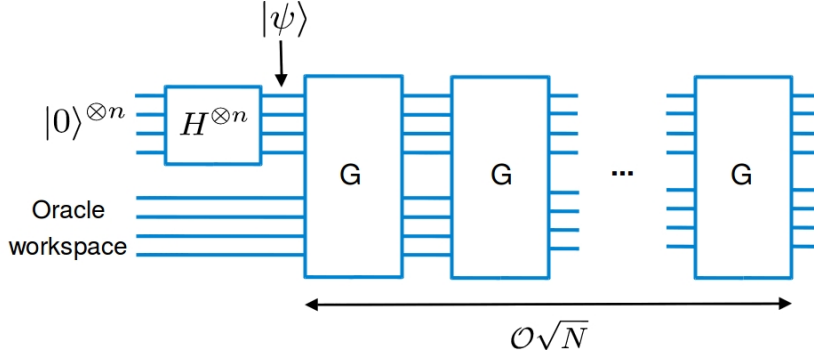 |ψ⟩
|0⟩^{⊗n}
H^{⊗n}
G
G
...
G
Oracle
workspace
𝒪√N